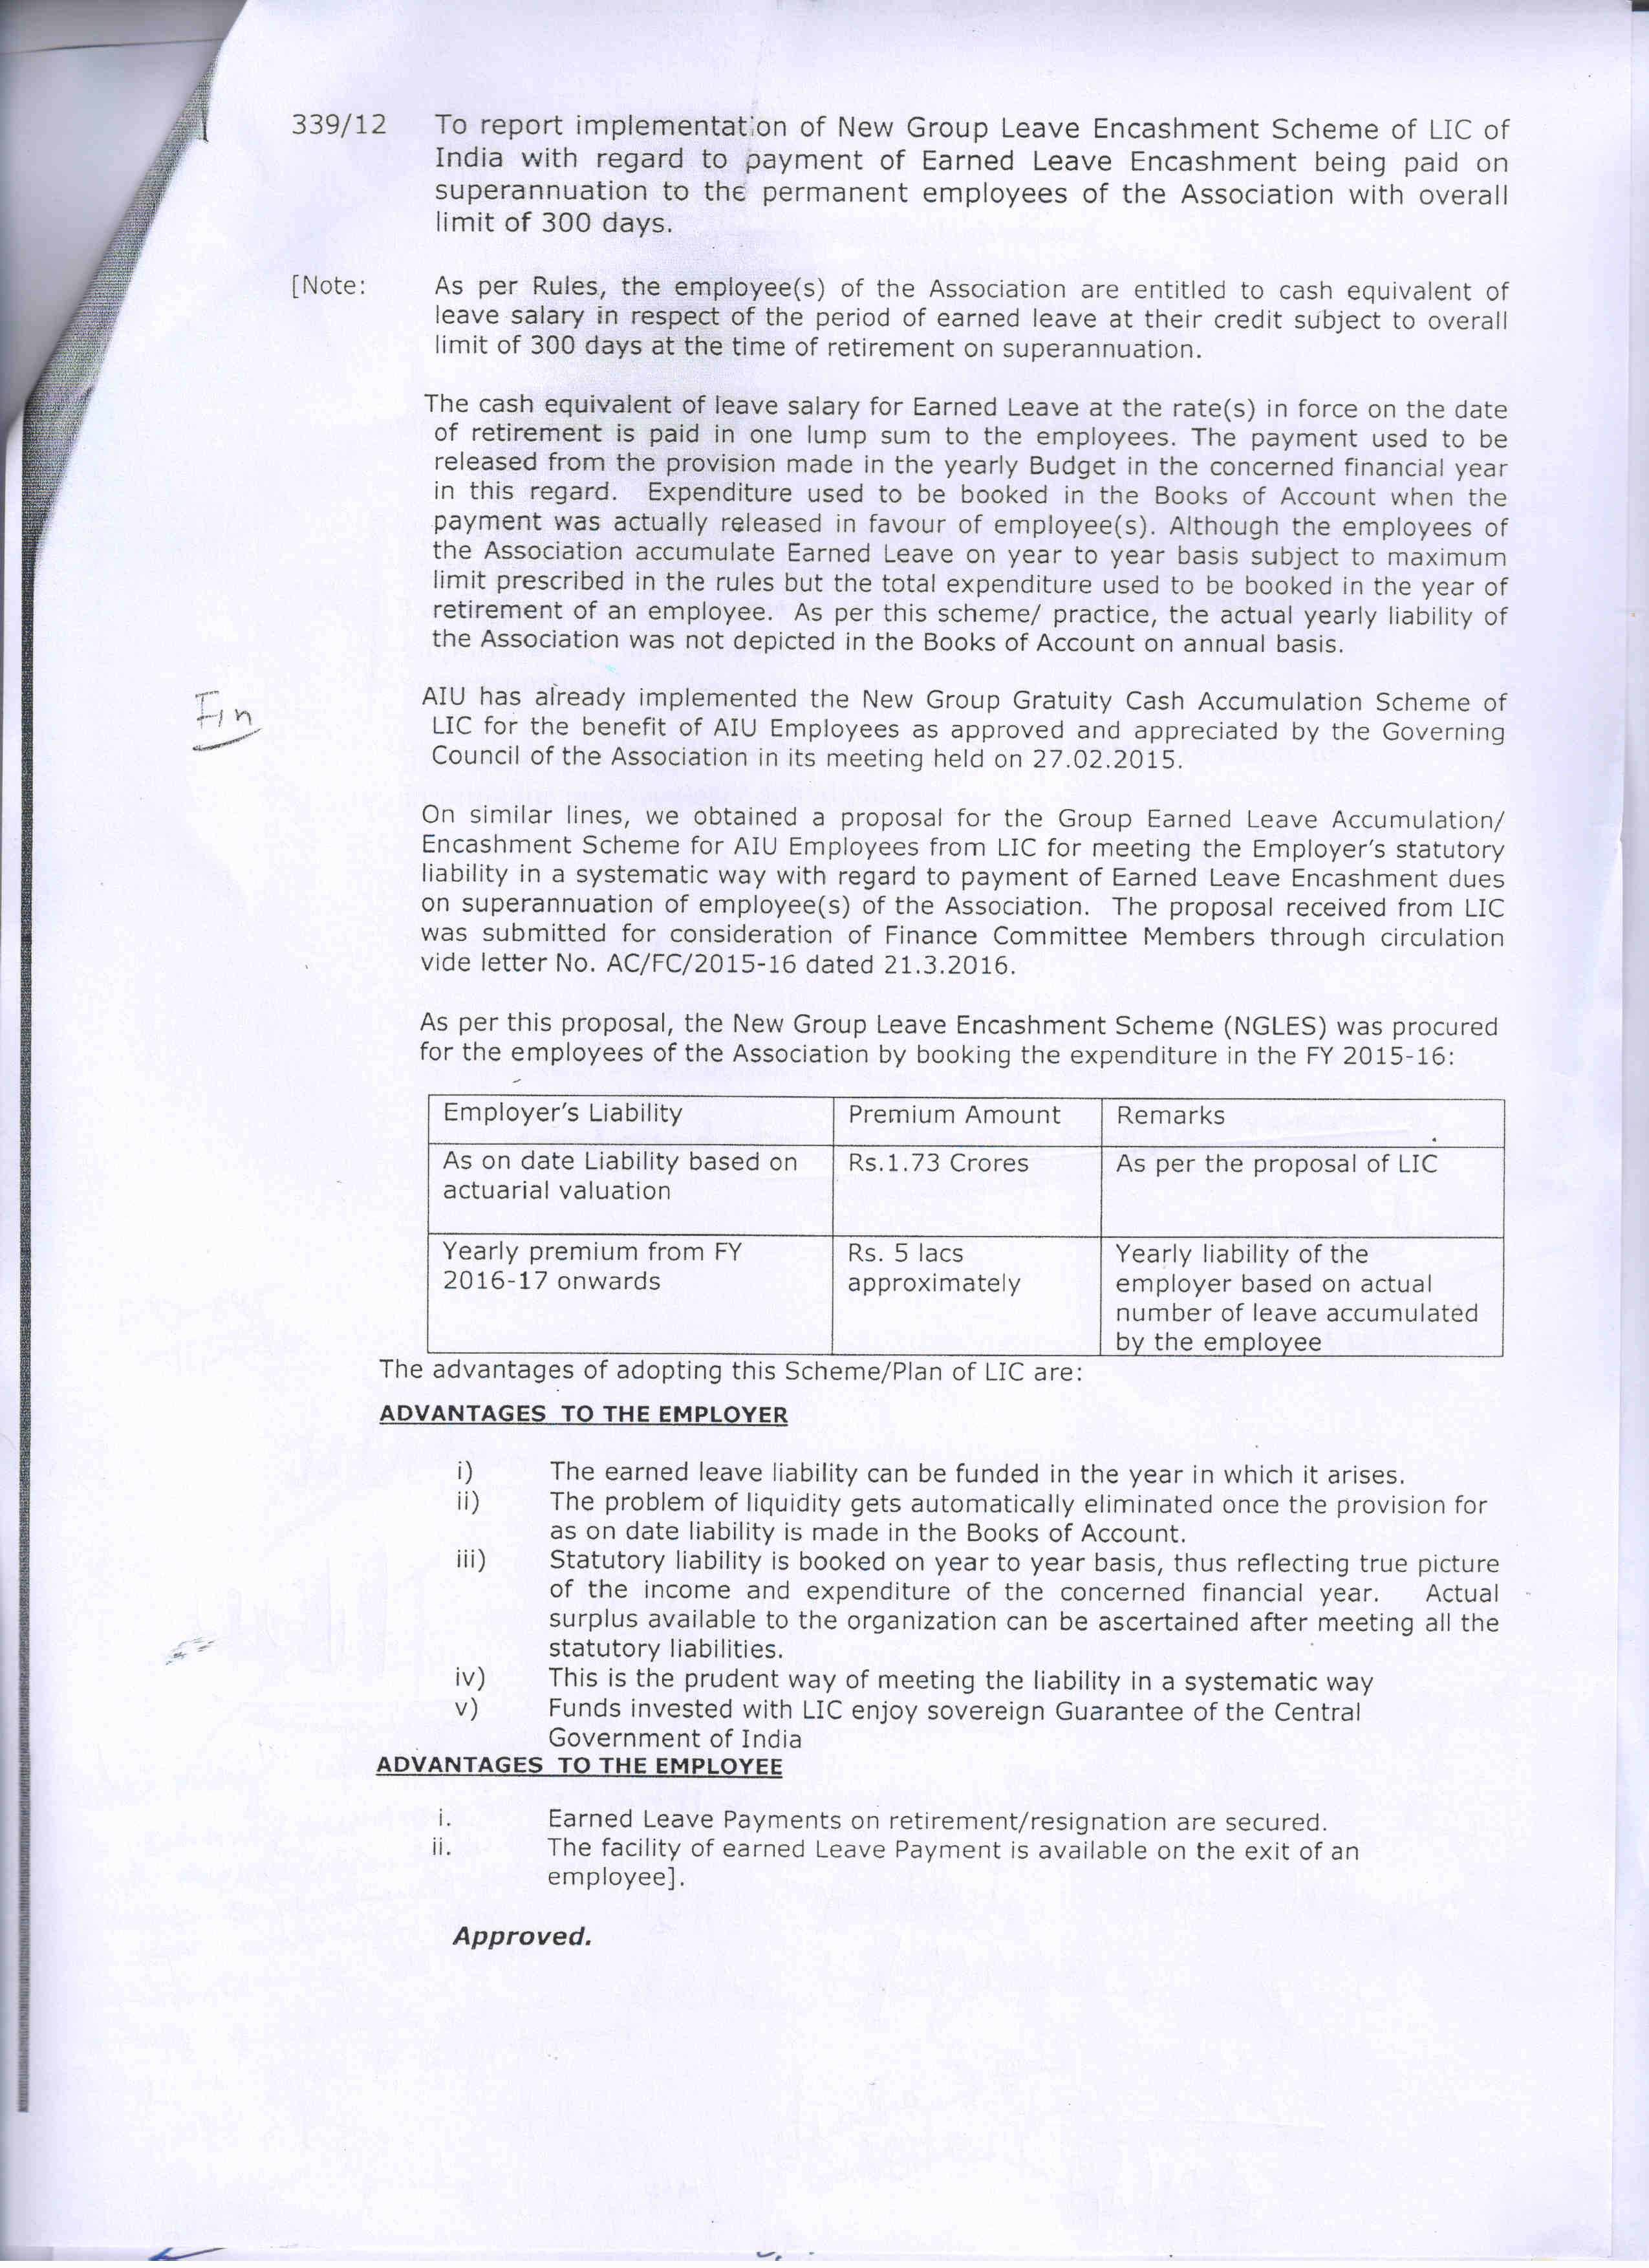 339/12 To report implementation of New Group Leave Encashment Scheme of LIC of
India with regard to payment of Earned Leave Encashment being paid on
superannuation to the permanent employees of the Association with overall
limit of 300 days.
[Note: As per Rules, the employee(s) of the Association are entitled to cash equivalent of
leave salary in respect of the period of earned leave at their credit subject to overall
limit of 300 days at the time of retirement on superannuation.
The cash equivalent of leave salary for Earned Leave at the rate(s) in force on the date
of retirement is paid in one lump sum to the employees. The payment used to be
released from the provision made in the yearly Budget in the concerned financial year
in this regard. Expenditure used to be booked in the Books of Account when the
payment was actually released in favour of employee(s). Although the employees of
the Association accumulate Earned Leave on year to year basis subject to maximum
limit prescribed in the rules but the total expenditure used to be booked in the year of
retirement of an employee. As per this scheme/ practice, the actual yearly liability of
the Association was not depicted in the Books of Account on annual basis.
Fin
AIU has already implemented the New Group Gratuity Cash Accumulation Scheme of
LIC for the benefit of AIU Employees as approved and appreciated by the Governing
Council of the Association in its meeting held on 27.02.2015.
On similar lines, we obtained a proposal for the Group Earned Leave Accumulation/
Encashment Scheme for AIU Employees from LIC for meeting the Employer's statutory
liability in a systematic way with regard to payment of Earned Leave Encashment dues
on superannuation of employee(s) of the Association. The proposal received from LIC
was submitted for consideration of Finance Committee Members through circulation
vide letter No. AC/FC/2015-16 dated 21.3.2016.
As per this proposal, the New Group Leave Encashment Scheme (NGLES) was procured
for the employees of the Association by booking the expenditure in the FY 2015-16:
Employer's Liability Premium Amount Remarks
As on date Liability based on Rs.1.73 Crores As per the proposal of LIC
actuarial valuation
Yearly premium from FY Rs. 5 lacs Yearly liability of the
2016-17 onwards approximately employer based on actual
number of leave accumulated
by the employee
The advantages of adopting this Scheme/Plan of LIC are:
ADVANTAGES TO THE EMPLOYER
i) The earned leave liability can be funded in the year in which it arises.
ii) The problem of liquidity gets automatically eliminated once the provision for
as on date liability is made in the Books of Account.
iii) Statutory liability is booked on year to year basis, thus reflecting true picture
of the income and expenditure of the concerned financial year. Actual
surplus available to the organization can be ascertained after meeting all the
statutory liabilities.
iv) This is the prudent way of meeting the liability in a systematic way
v) Funds invested with LIC enjoy sovereign Guarantee of the Central
Government of India
ADVANTAGES TO THE EMPLOYEE
i. Earned Leave Payments on retirement/resignation are secured.
ii. The facility of earned Leave Payment is available on the exit of an
employee].
Approved.